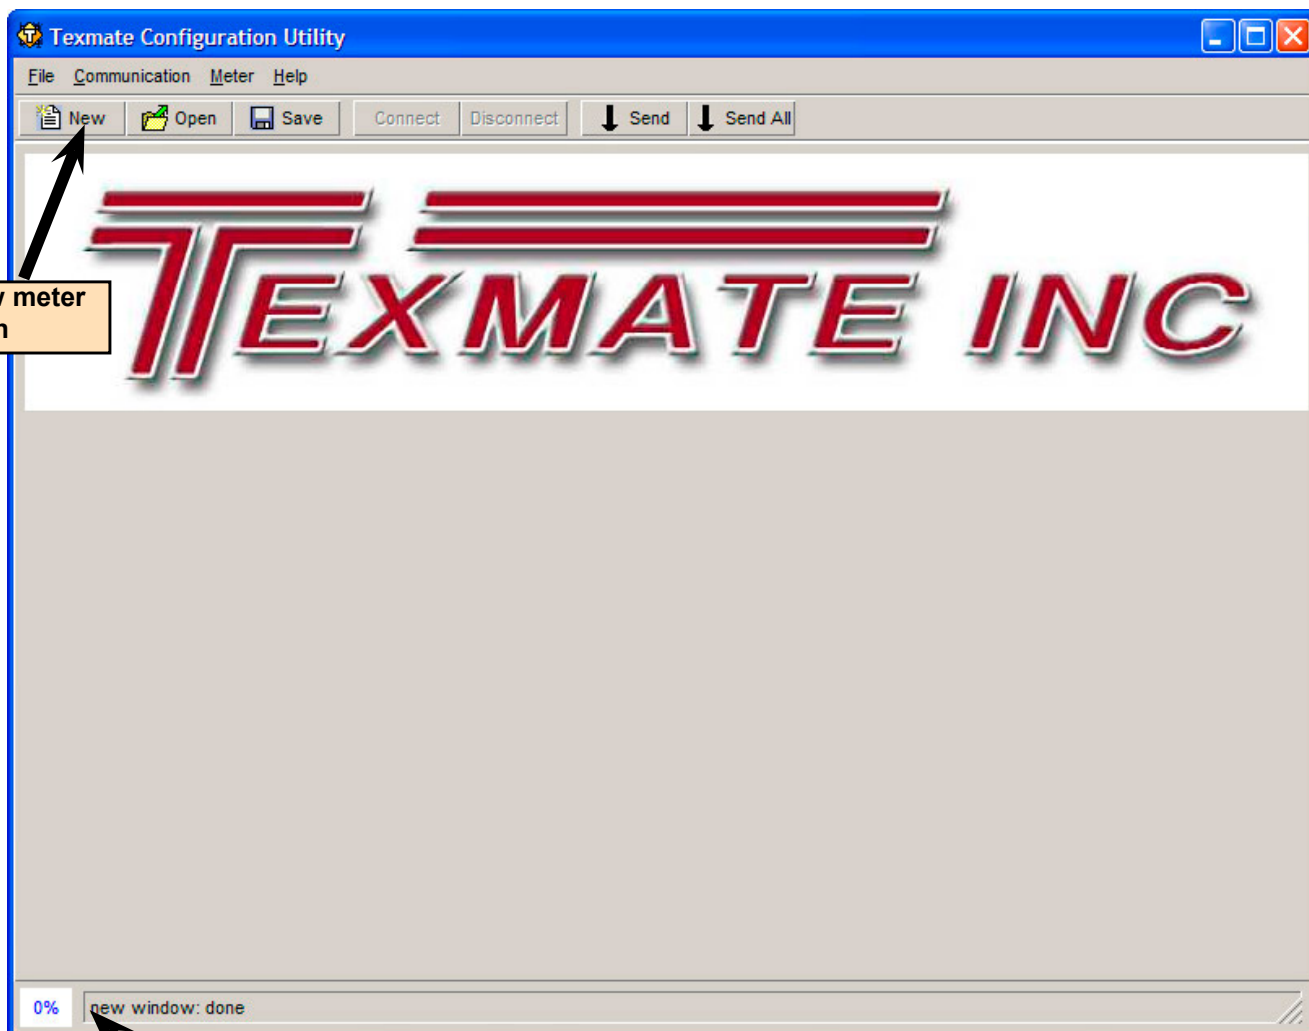 Texmate Configuration Utility
File Communication Meter Help
New Open Save Connect Disconnect Send Send All
TEXMATE INC
meter
0% new window: done